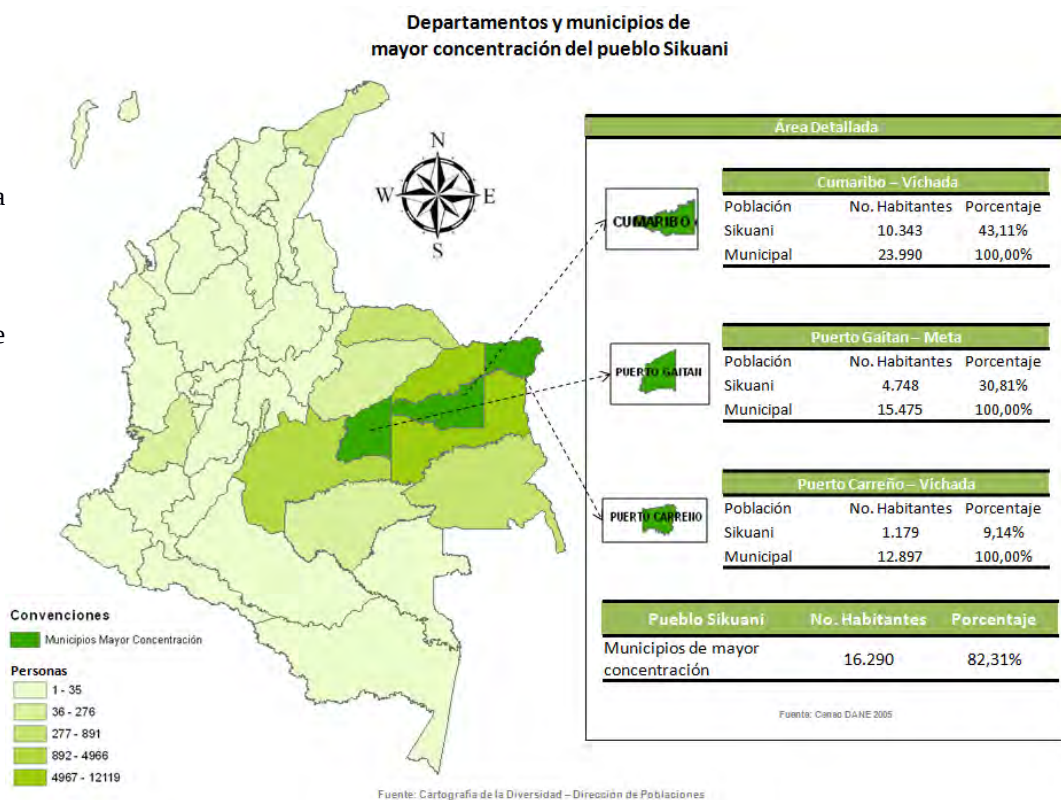 Departamentos y municipios de
mayor concentración del pueblo Sikuani
a
e
N
W E
S
Área Detallada
CUMARIBO
Cumaribo – Vichada
Población No. Habitantes Porcentaje
Sikuani 10.343 43,11%
Municipal 23.990 100,00%
PUERTO GAITAN
Puerto Gaitan – Meta
Población No. Habitantes Porcentaje
Sikuani 4.748 30,81%
Municipal 15.475 100,00%
PUERTO CARREÑO
Puerto Carreño – Vichada
Población No. Habitantes Porcentaje
Sikuani 1.179 9,14%
Municipal 12.897 100,00%
Pueblo Sikuani No. Habitantes Porcentaje
Municipios de mayor
concentración 16.290 82,31%
Fuente: Censo DANE 2005
Convenciones
Municipios Mayor Concentración
Personas
1 - 35
36 - 276
277 - 891
892 - 4966
4967 - 12119
Fuente: Cartografía de la Diversidad – Dirección de Poblaciones